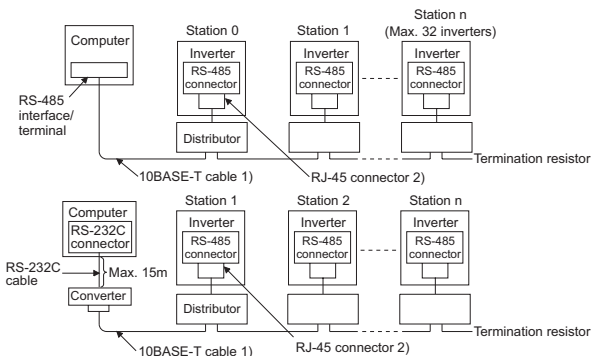 Computer
RS-485
interface/
terminal
Station 0
Inverter
RS-485
connector
Distributor
Station 1
Inverter
RS-485
connector
Station n
(Max. 32 inverters)
Inverter
RS-485
connector
Termination resistor
10BASE-T cable 1)
RJ-45 connector 2)
Computer
RS-232C
connector
RS-232C
cable
Max. 15m
Converter
Station 1
Inverter
RS-485
connector
Distributor
Station 2
Inverter
RS-485
connector
Station n
Inverter
RS-485
connector
Termination resistor
10BASE-T cable 1)
RJ-45 connector 2)